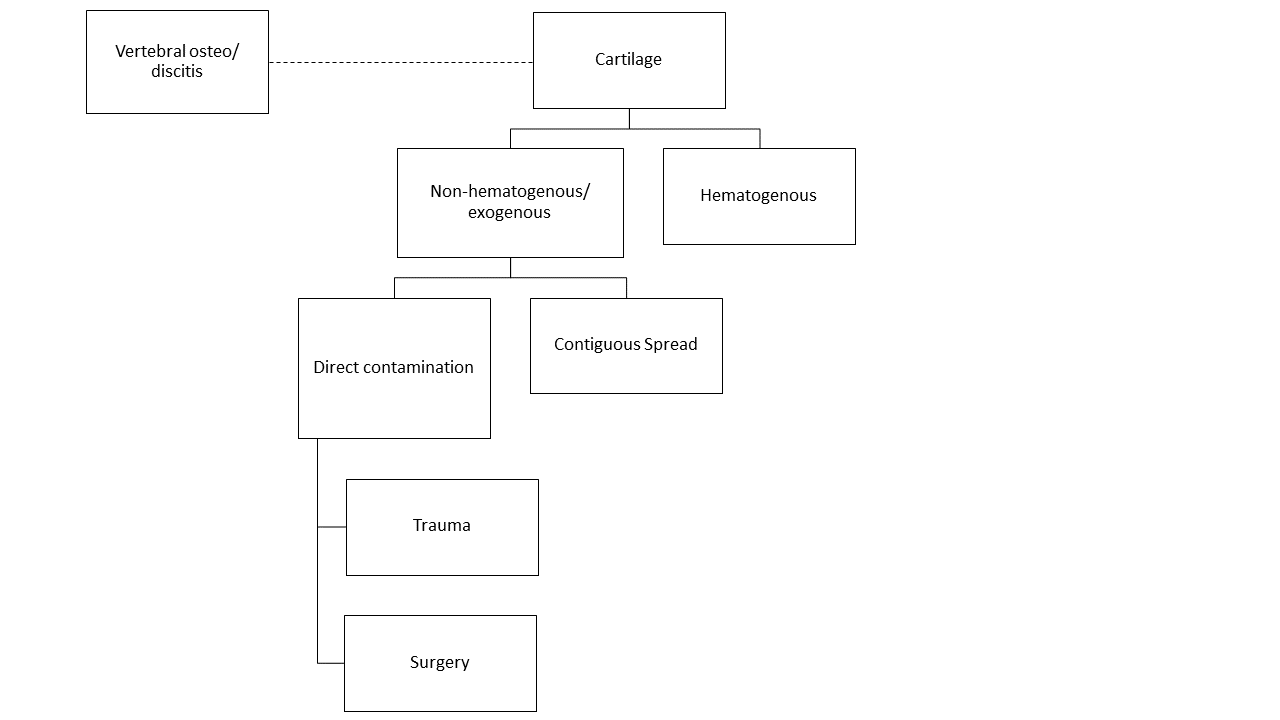 Vertebral osteo/
discitis
Cartilage
Non-hematogenous/
exogenous
Hematogenous
Direct contamination
Contiguous Spread
Trauma
Surgery